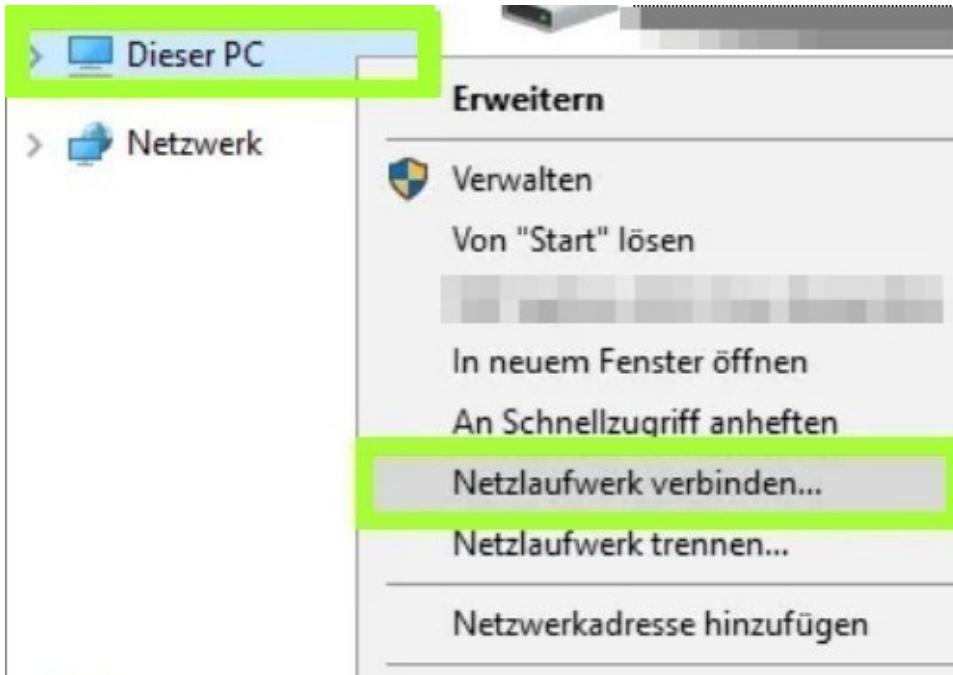 Dieser PC
Netzwerk
Erweitern
Verwalten
Von "Start" lösen
In neuem Fenster öffnen
An Schnellzugriff anheften
Netzlaufwerk verbinden...
Netzlaufwerk trennen...
Netzwerkadresse hinzufügen